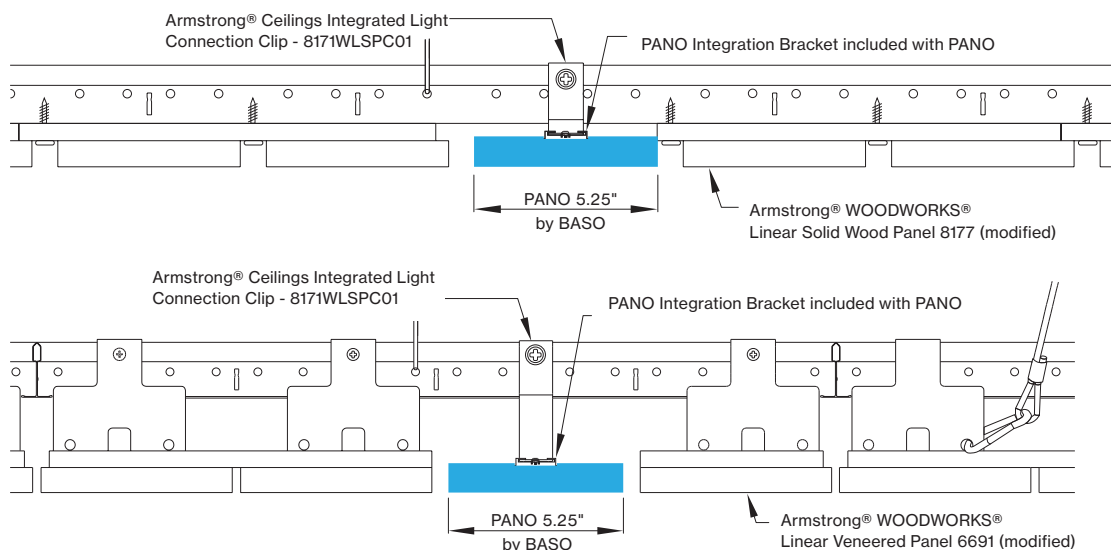 Armstrong® Ceilings Integrated Light
Connection Clip - 8171WLSPC01
PANO Integration Bracket included with PANO
PANO 5.25"
by BASO
Armstrong® WOODWORKS®
Linear Solid Wood Panel 8177 (modified)
Armstrong® Ceilings Integrated Light
Connection Clip - 8171WLSPC01
PANO Integration Bracket included with PANO
PANO 5.25"
by BASO
Armstrong® WOODWORKS®
Linear Veneered Panel 6691 (modified)